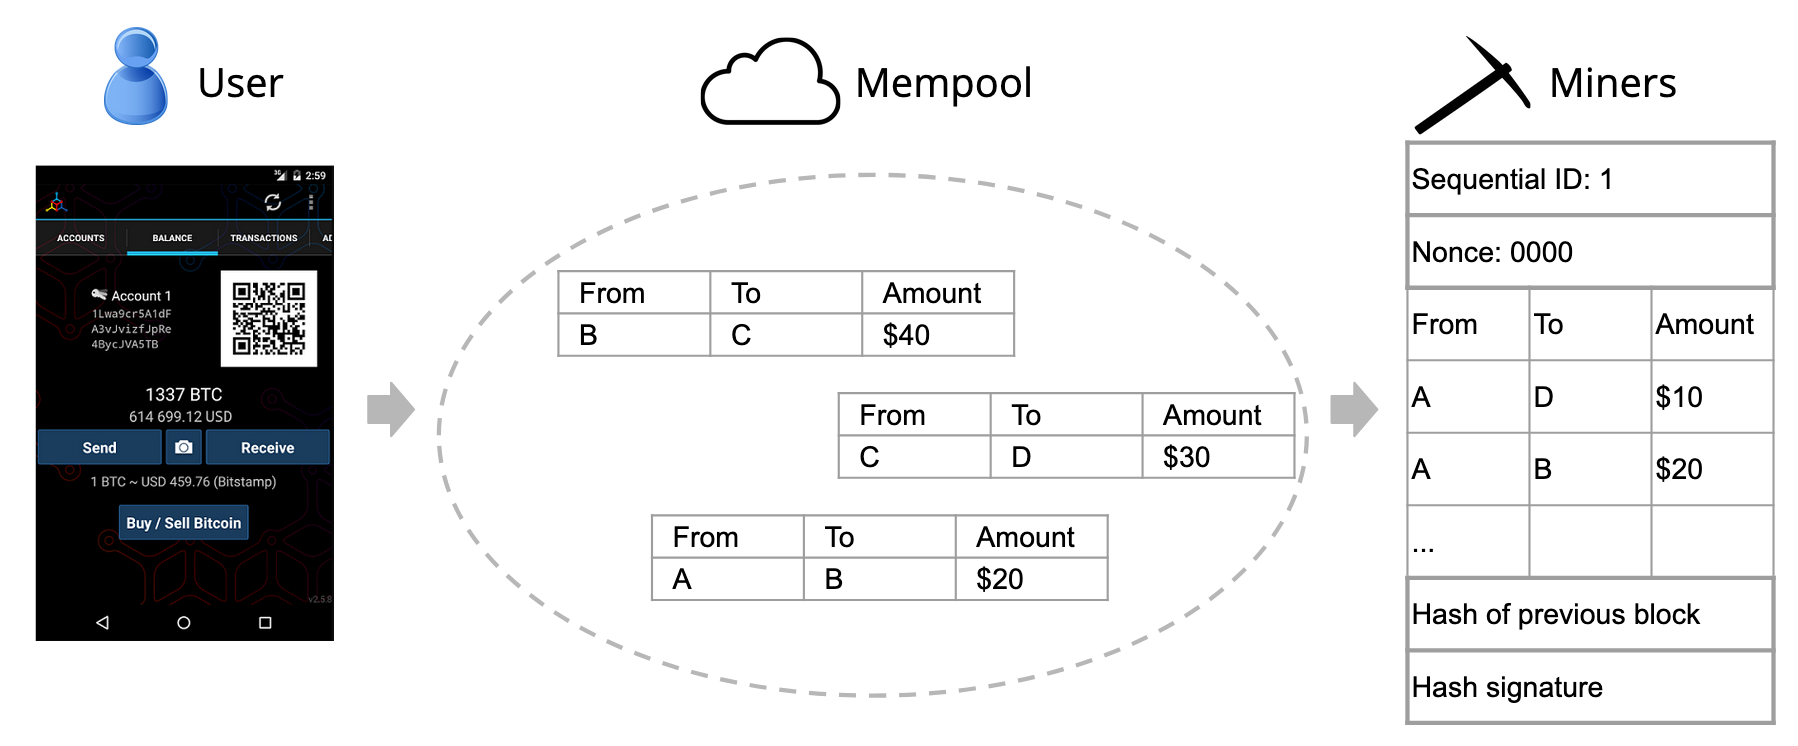 User
Mempool
Miners
3G 2:59
ACCOUNTS BALANCE TRANSACTIONS
Account 1
1Lwa9cr5A1dF
A3vJvizfJpRe
4BycJVA5TB
1337 BTC
614 699.12 USD
Send Receive
1 BTC ~ USD 459.76 (Bitstamp)
Buy / Sell Bitcoin
v2.5.8
From To Amount
B C $40
From To Amount
C D $30
From To Amount
A B $20
Sequential ID: 1
Nonce: 0000
From To Amount
A D $10
A B $20
...
Hash of previous block
Hash signature